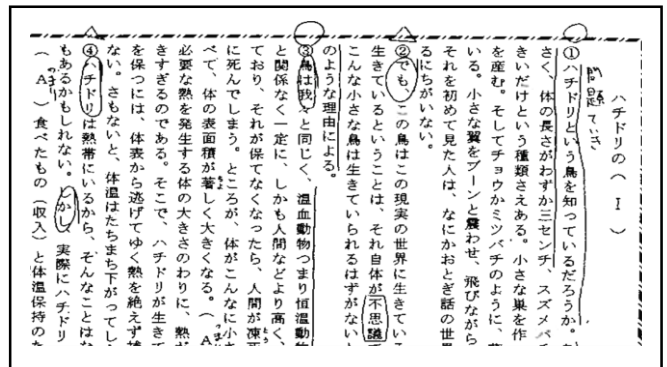 ハチドリの( I )
問題ていき
①ハチドリという鳥を知っているだろうか。
さく、体の長さがわずか三センチ、スズメバチ
きいだけという種類さえある。小さな巣を作
を産む。そしてチョウかミツバチのように、
いる。小さな翼をブーンと震わせ、飛びながら
それを初めて見た人は、なにかおとぎ話の世界
るにちがいない。
②でも、この鳥はこの現実の世界に生きてい
生きているということは、それ自体が不思議
こんな小さな鳥は生きていられるはずがない
のような理由による。
③鳥は我々と同じく、温血動物つまり恒温動物
と関係なく一定に、しかも人間などより高く、
ており、それが保てなくなったら、人間が凍死
に死んでしまう。ところが、体がこんなに小さ
べて、体の表面積が著しく大きくなる。( A
つまり
必要な熱を発生する体の大きさのわりに、熱が
きすぎるのである。そこで、ハチドリが生きて
を保つには、体表から逃げてゆく熱を絶えず補
ない。さもないと、体温はたちまち下がってし
④ハチドリは熱帯にいるから、そんなことはな
もあるかもしれない。しかし、実際にハチドリ
つまり
( A )食べたもの(収入)と体温保持のた